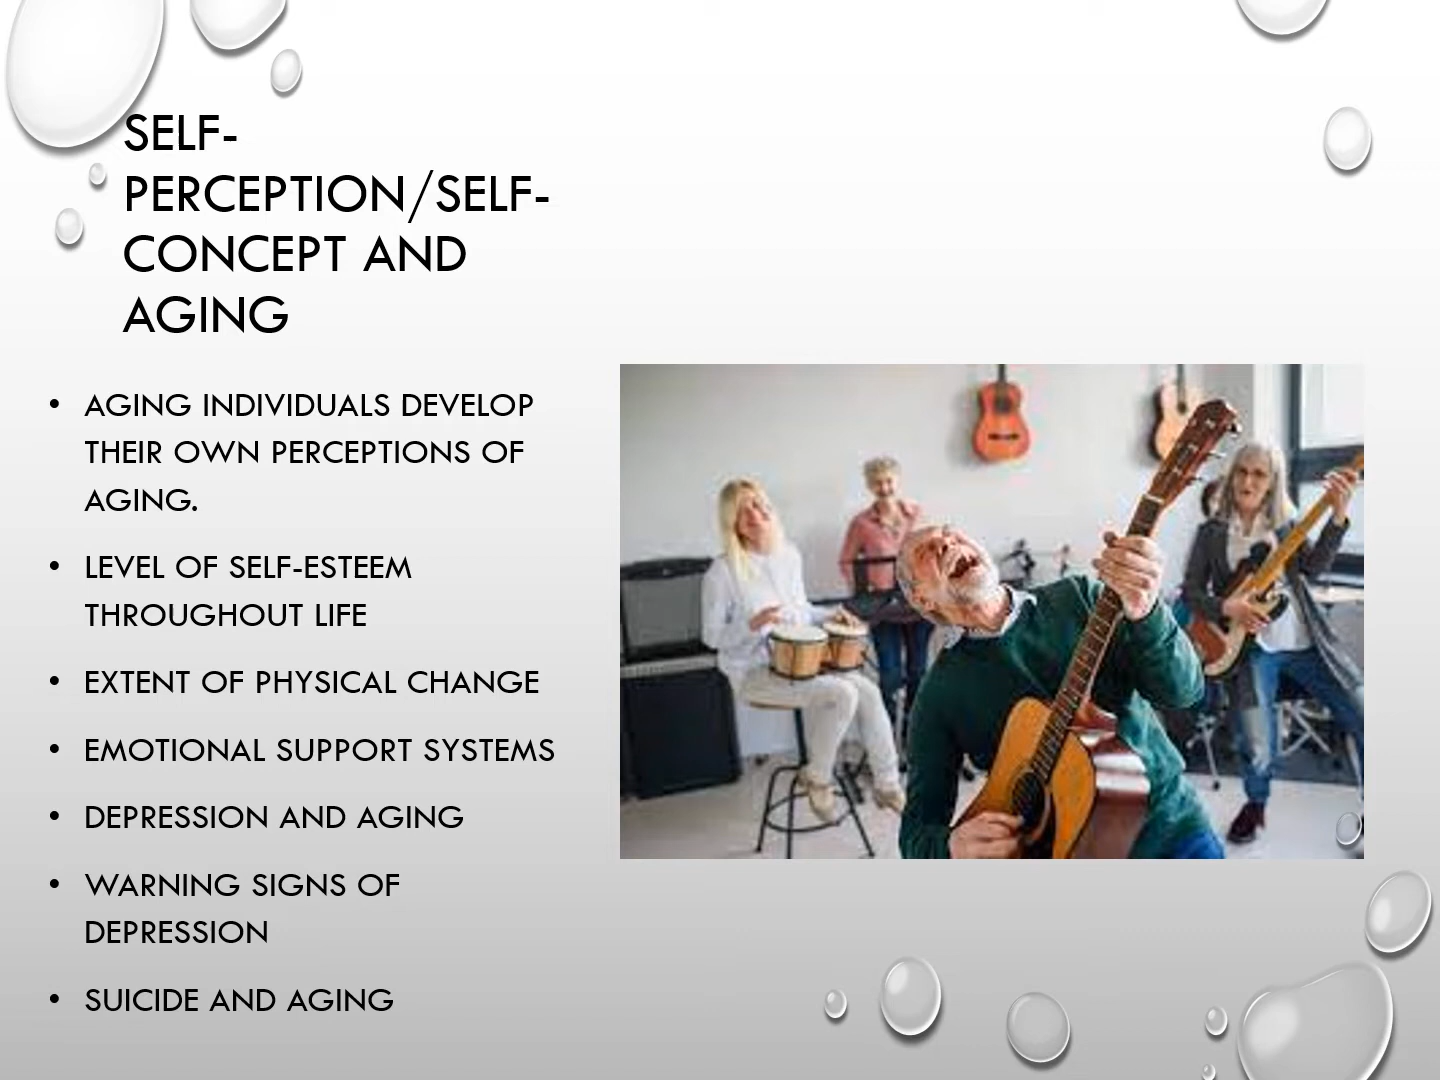 SELF-
PERCEPTION/SELF-
CONCEPT AND
AGING
• AGING INDIVIDUALS DEVELOP
THEIR OWN PERCEPTIONS OF
AGING.
• LEVEL OF SELF-ESTEEM
THROUGHOUT LIFE
• EXTENT OF PHYSICAL CHANGE
• EMOTIONAL SUPPORT SYSTEMS
• DEPRESSION AND AGING
• WARNING SIGNS OF
DEPRESSION
• SUICIDE AND AGING